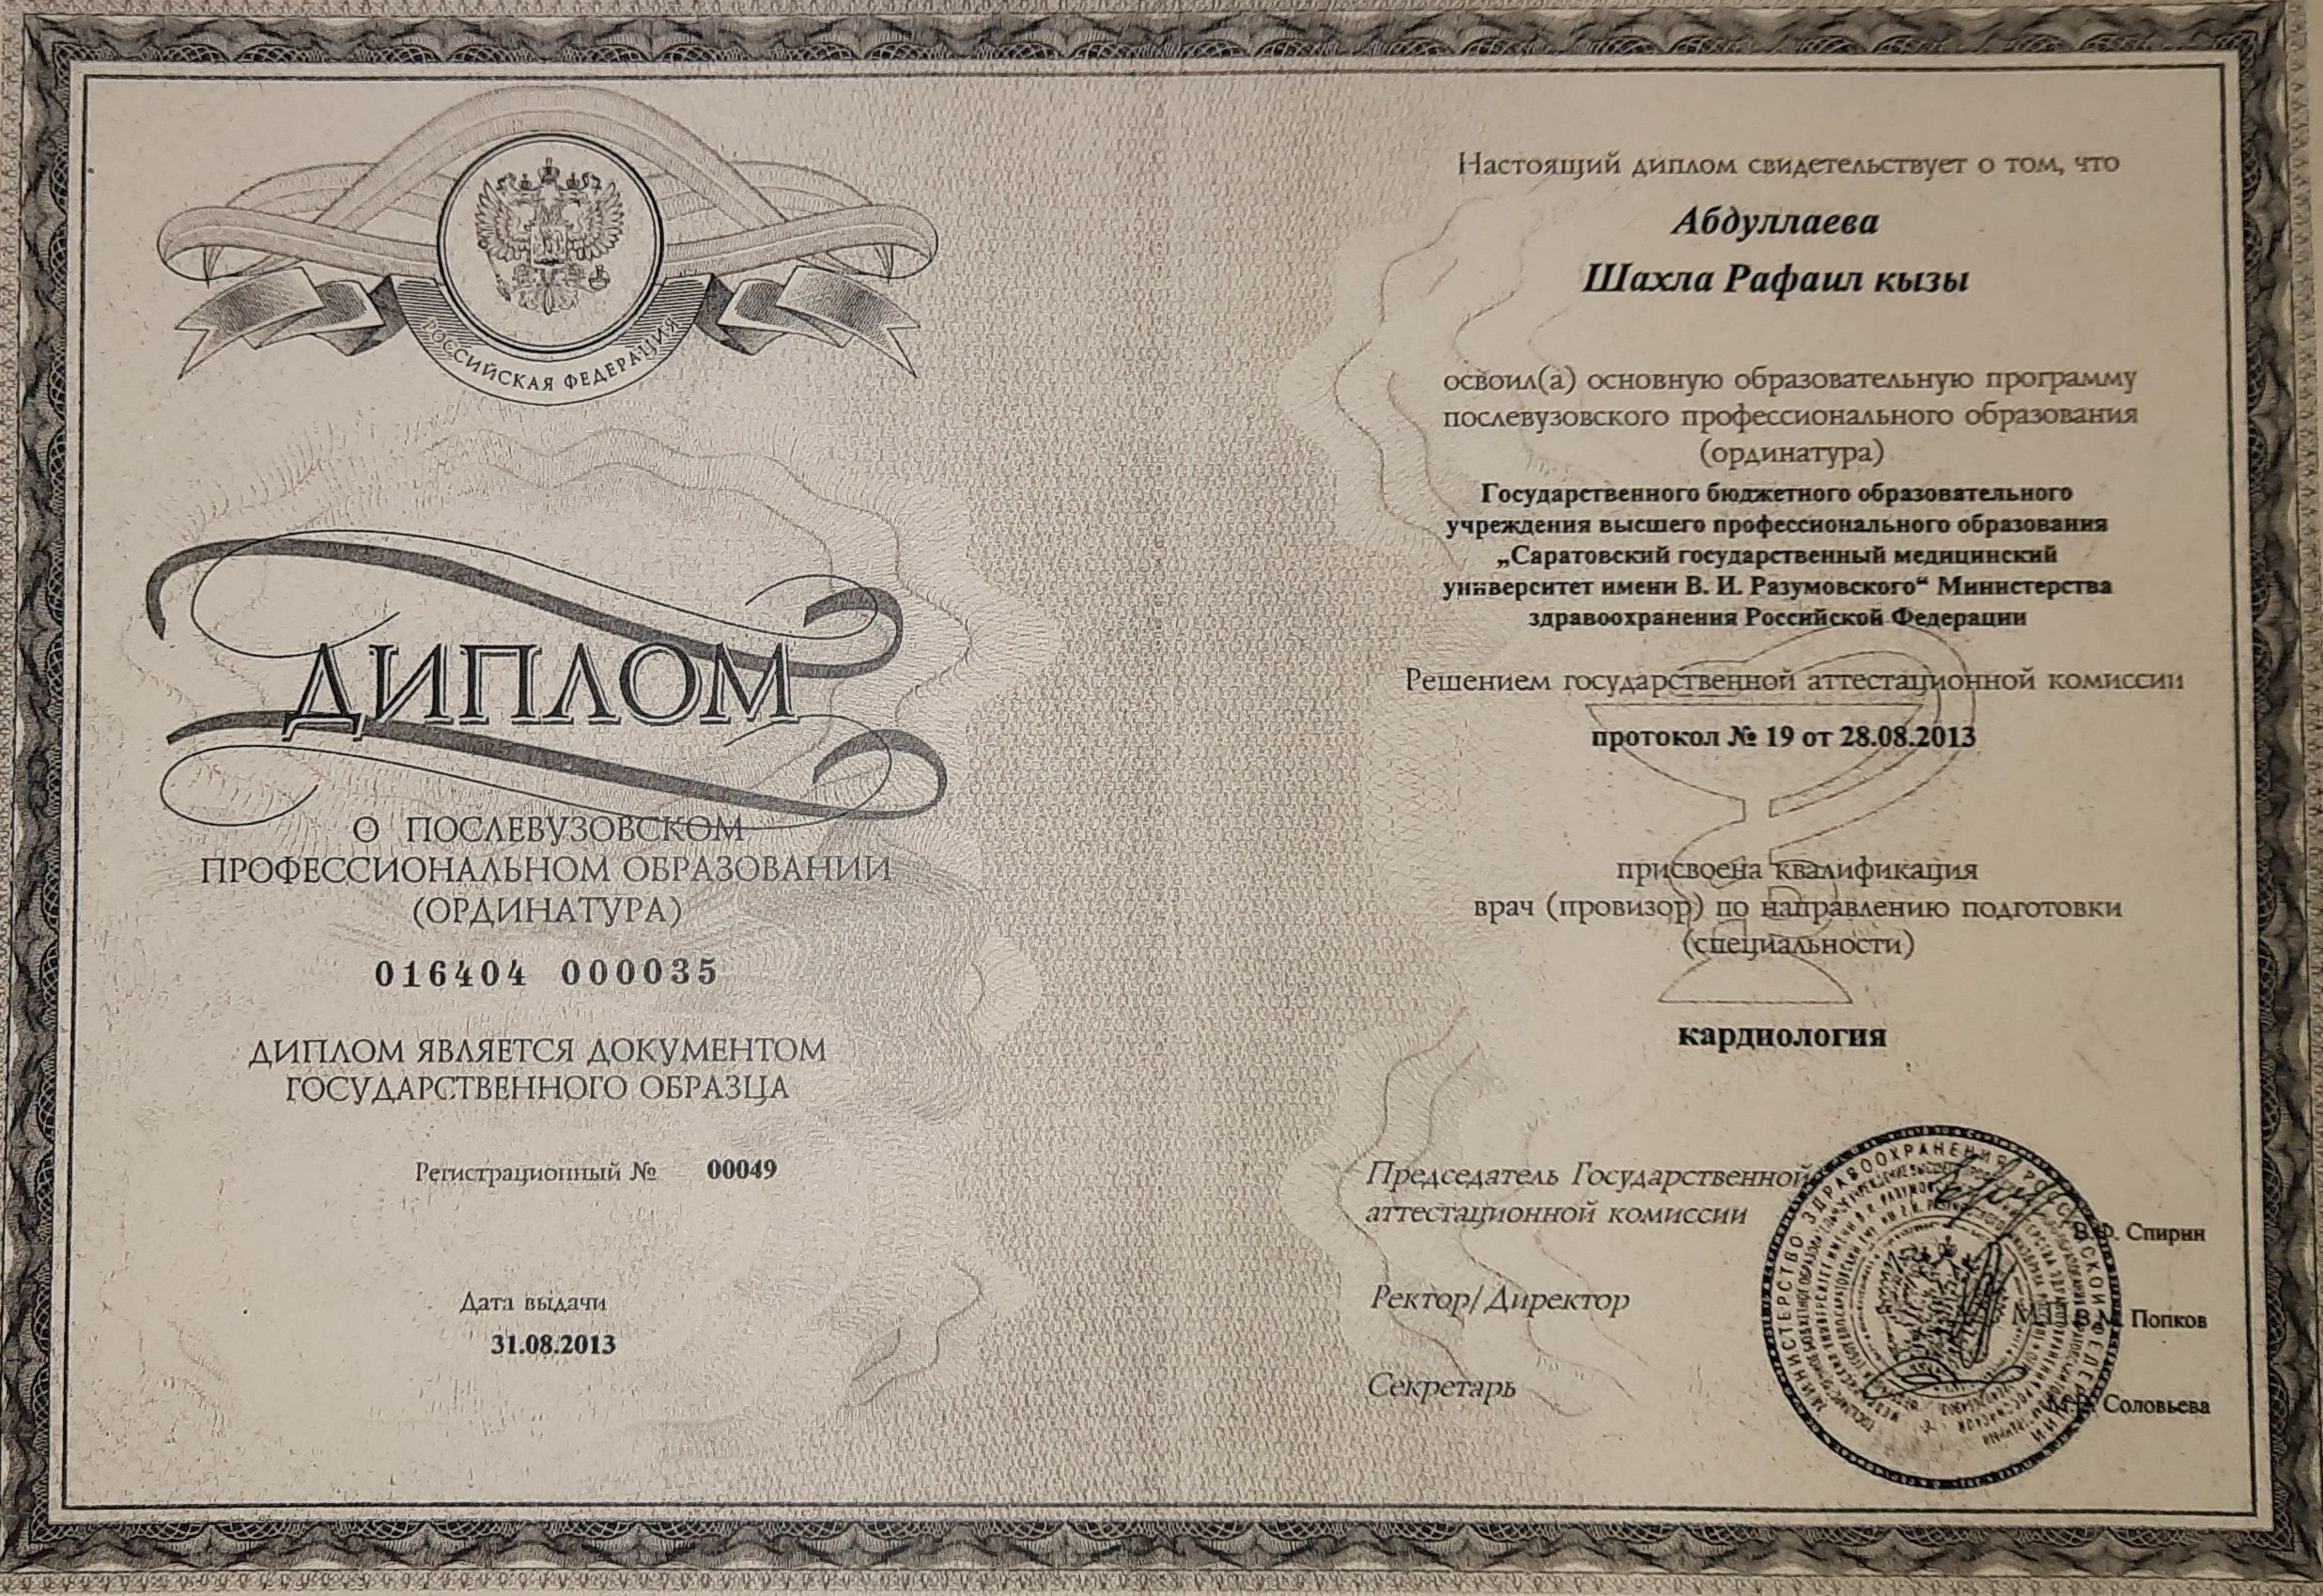 РОССИЙСКАЯ ФЕДЕРАЦИЯ
ДИПЛОМ
О ПОСЛЕВУЗОВСКОМ
ПРОФЕССИОНАЛЬНОМ ОБРАЗОВАНИИ
(ОРДИНАТУРА)
016404 000035
ДИПЛОМ ЯВЛЯЕТСЯ ДОКУМЕНТОМ
ГОСУДАРСТВЕННОГО ОБРАЗЦА
Регистрационный № 00049
Дата выдачи
31.08.2013
Настоящий диплом свидетельствует о том, что
Абдуллаева
Шахла Рафаил кызы
освоил(а) основную образовательную программу
послевузовского профессионального образования
(ординатура)
Государственного бюджетного образовательного
учреждения высшего профессионального образования
„Саратовский государственный медицинский
университет имени В. И. Разумовского“ Министерства
здравоохранения Российской Федерации
Решением государственной аттестационной комиссии
протокол № 19 от 28.08.2013
присвоена квалификация
врач (провизор) по направлению подготовки
(специальности)
кардиология
Председатель Государственной
аттестационной комиссии
В.Ф. Спирин
Ректор/Директор
М.П. В.М. Попков
Секретарь
Соловьева
МИНИСТЕРСТВО ЗДРАВООХРАНЕНИЯ РОССИЙСКОЙ ФЕДЕРАЦИИ